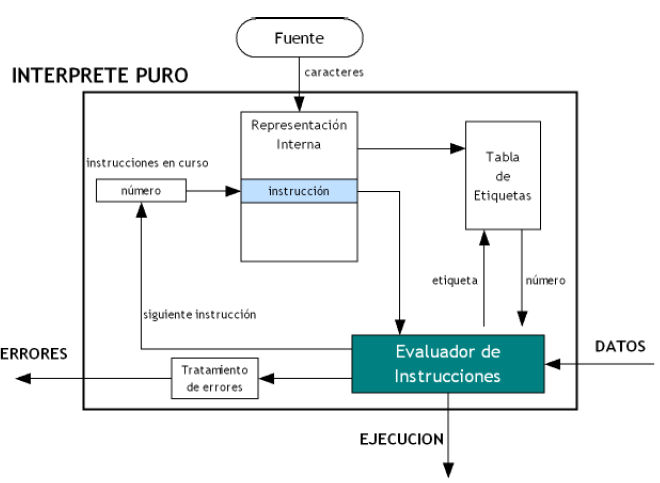 Fuente
caracteres
INTERPRETE PURO
Representación
Interna
instrucciones en curso
número
instrucción
Tabla
de
Etiquetas
etiqueta
número
siguiente instrucción
ERRORES
Tratamiento
de errores
Evaluador de
Instrucciones
DATOS
EJECUCION